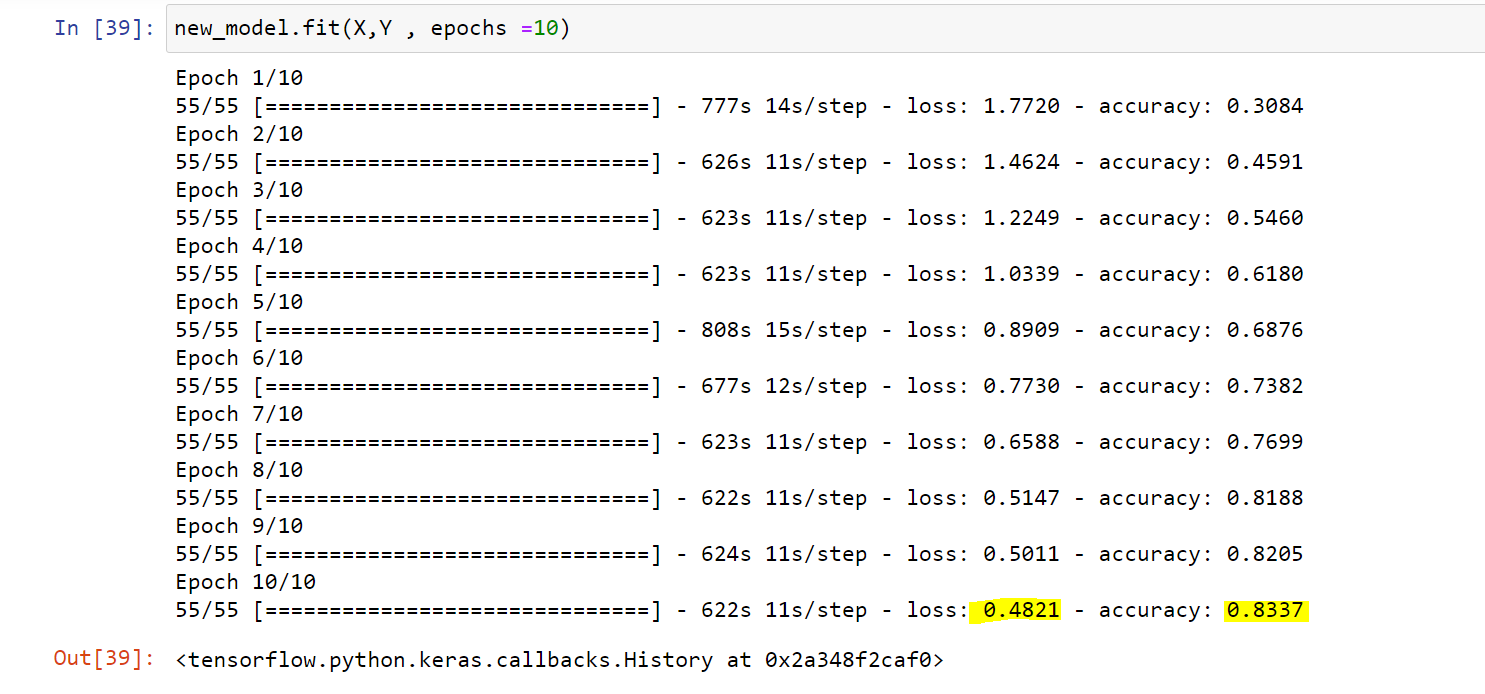 In [39]: new_model.fit(X,Y , epochs =10)
Epoch 1/10
55/55 [==============================] - 777s 14s/step - loss: 1.7720 - accuracy: 0.3084
Epoch 2/10
55/55 [==============================] - 626s 11s/step - loss: 1.4624 - accuracy: 0.4591
Epoch 3/10
55/55 [==============================] - 623s 11s/step - loss: 1.2249 - accuracy: 0.5460
Epoch 4/10
55/55 [==============================] - 623s 11s/step - loss: 1.0339 - accuracy: 0.6180
Epoch 5/10
55/55 [==============================] - 808s 15s/step - loss: 0.8909 - accuracy: 0.6876
Epoch 6/10
55/55 [==============================] - 677s 12s/step - loss: 0.7730 - accuracy: 0.7382
Epoch 7/10
55/55 [==============================] - 623s 11s/step - loss: 0.6588 - accuracy: 0.7699
Epoch 8/10
55/55 [==============================] - 622s 11s/step - loss: 0.5147 - accuracy: 0.8188
Epoch 9/10
55/55 [==============================] - 624s 11s/step - loss: 0.5011 - accuracy: 0.8205
Epoch 10/10
55/55 [==============================] - 622s 11s/step - loss: 0.4821 - accuracy: 0.8337
Out[39]: <tensorflow.python.keras.callbacks.History at 0x2a348f2caf0>